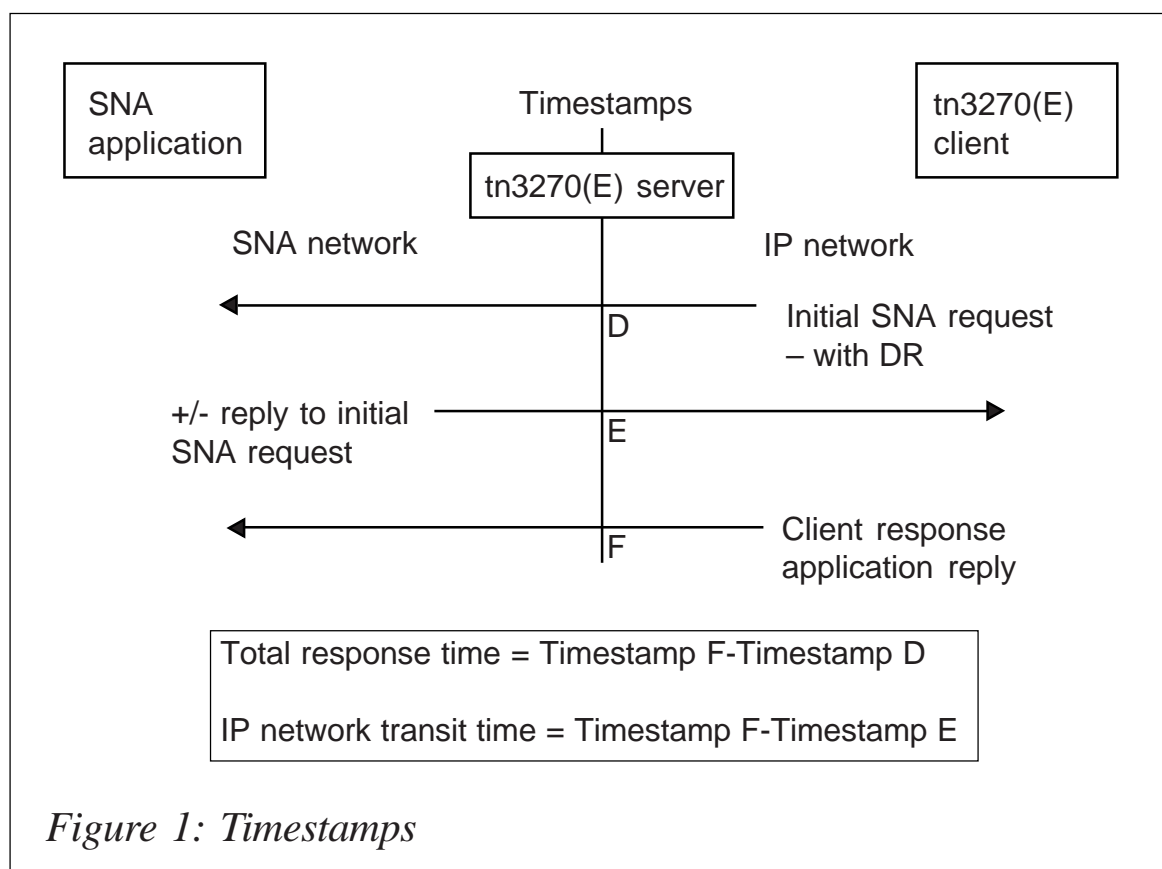 SNA
application
Timestamps
tn3270(E)
client
tn3270(E) server
SNA network
IP network
D
Initial SNA request
– with DR
+/- reply to initial
SNA request
E
F
Client response
application reply
Total response time = Timestamp F-Timestamp D
IP network transit time = Timestamp F-Timestamp E
Figure 1: Timestamps